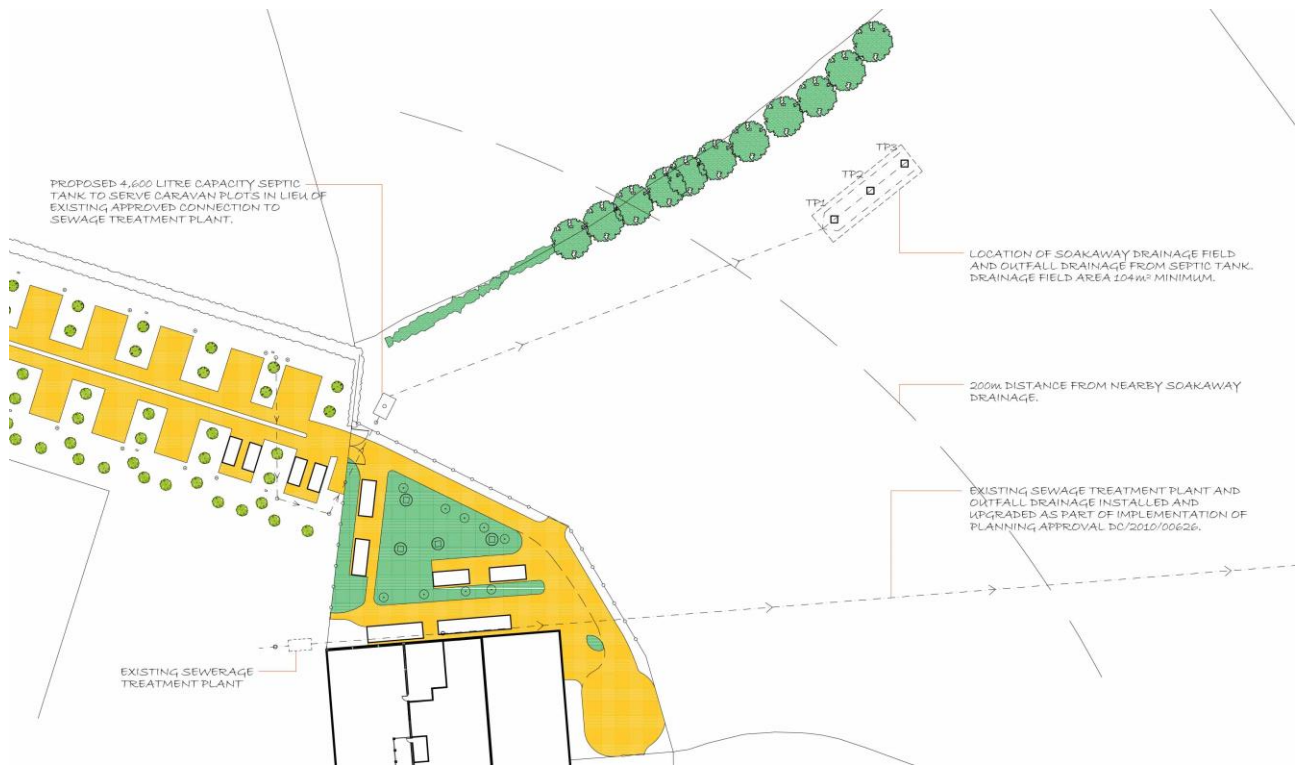 PROPOSED 4,600 LITRE CAPACITY SEPTIC
TANK TO SERVE CARAVAN PLOTS IN LIEU OF
EXISTING APPROVED CONNECTION TO
SEWAGE TREATMENT PLANT.
TP3
TP2
TP1
LOCATION OF SOAKAWAY DRAINAGE FIELD
AND OUTFALL DRAINAGE FROM SEPTIC TANK.
DRAINAGE FIELD AREA 104m² MINIMUM.
200m DISTANCE FROM NEARBY SOAKAWAY
DRAINAGE.
EXISTING SEWAGE TREATMENT PLANT AND
OUTFALL DRAINAGE INSTALLED AND
UPGRADED AS PART OF IMPLEMENTATION OF
PLANNING APPROVAL DC/2010/00626.
EXISTING SEWERAGE
TREATMENT PLANT